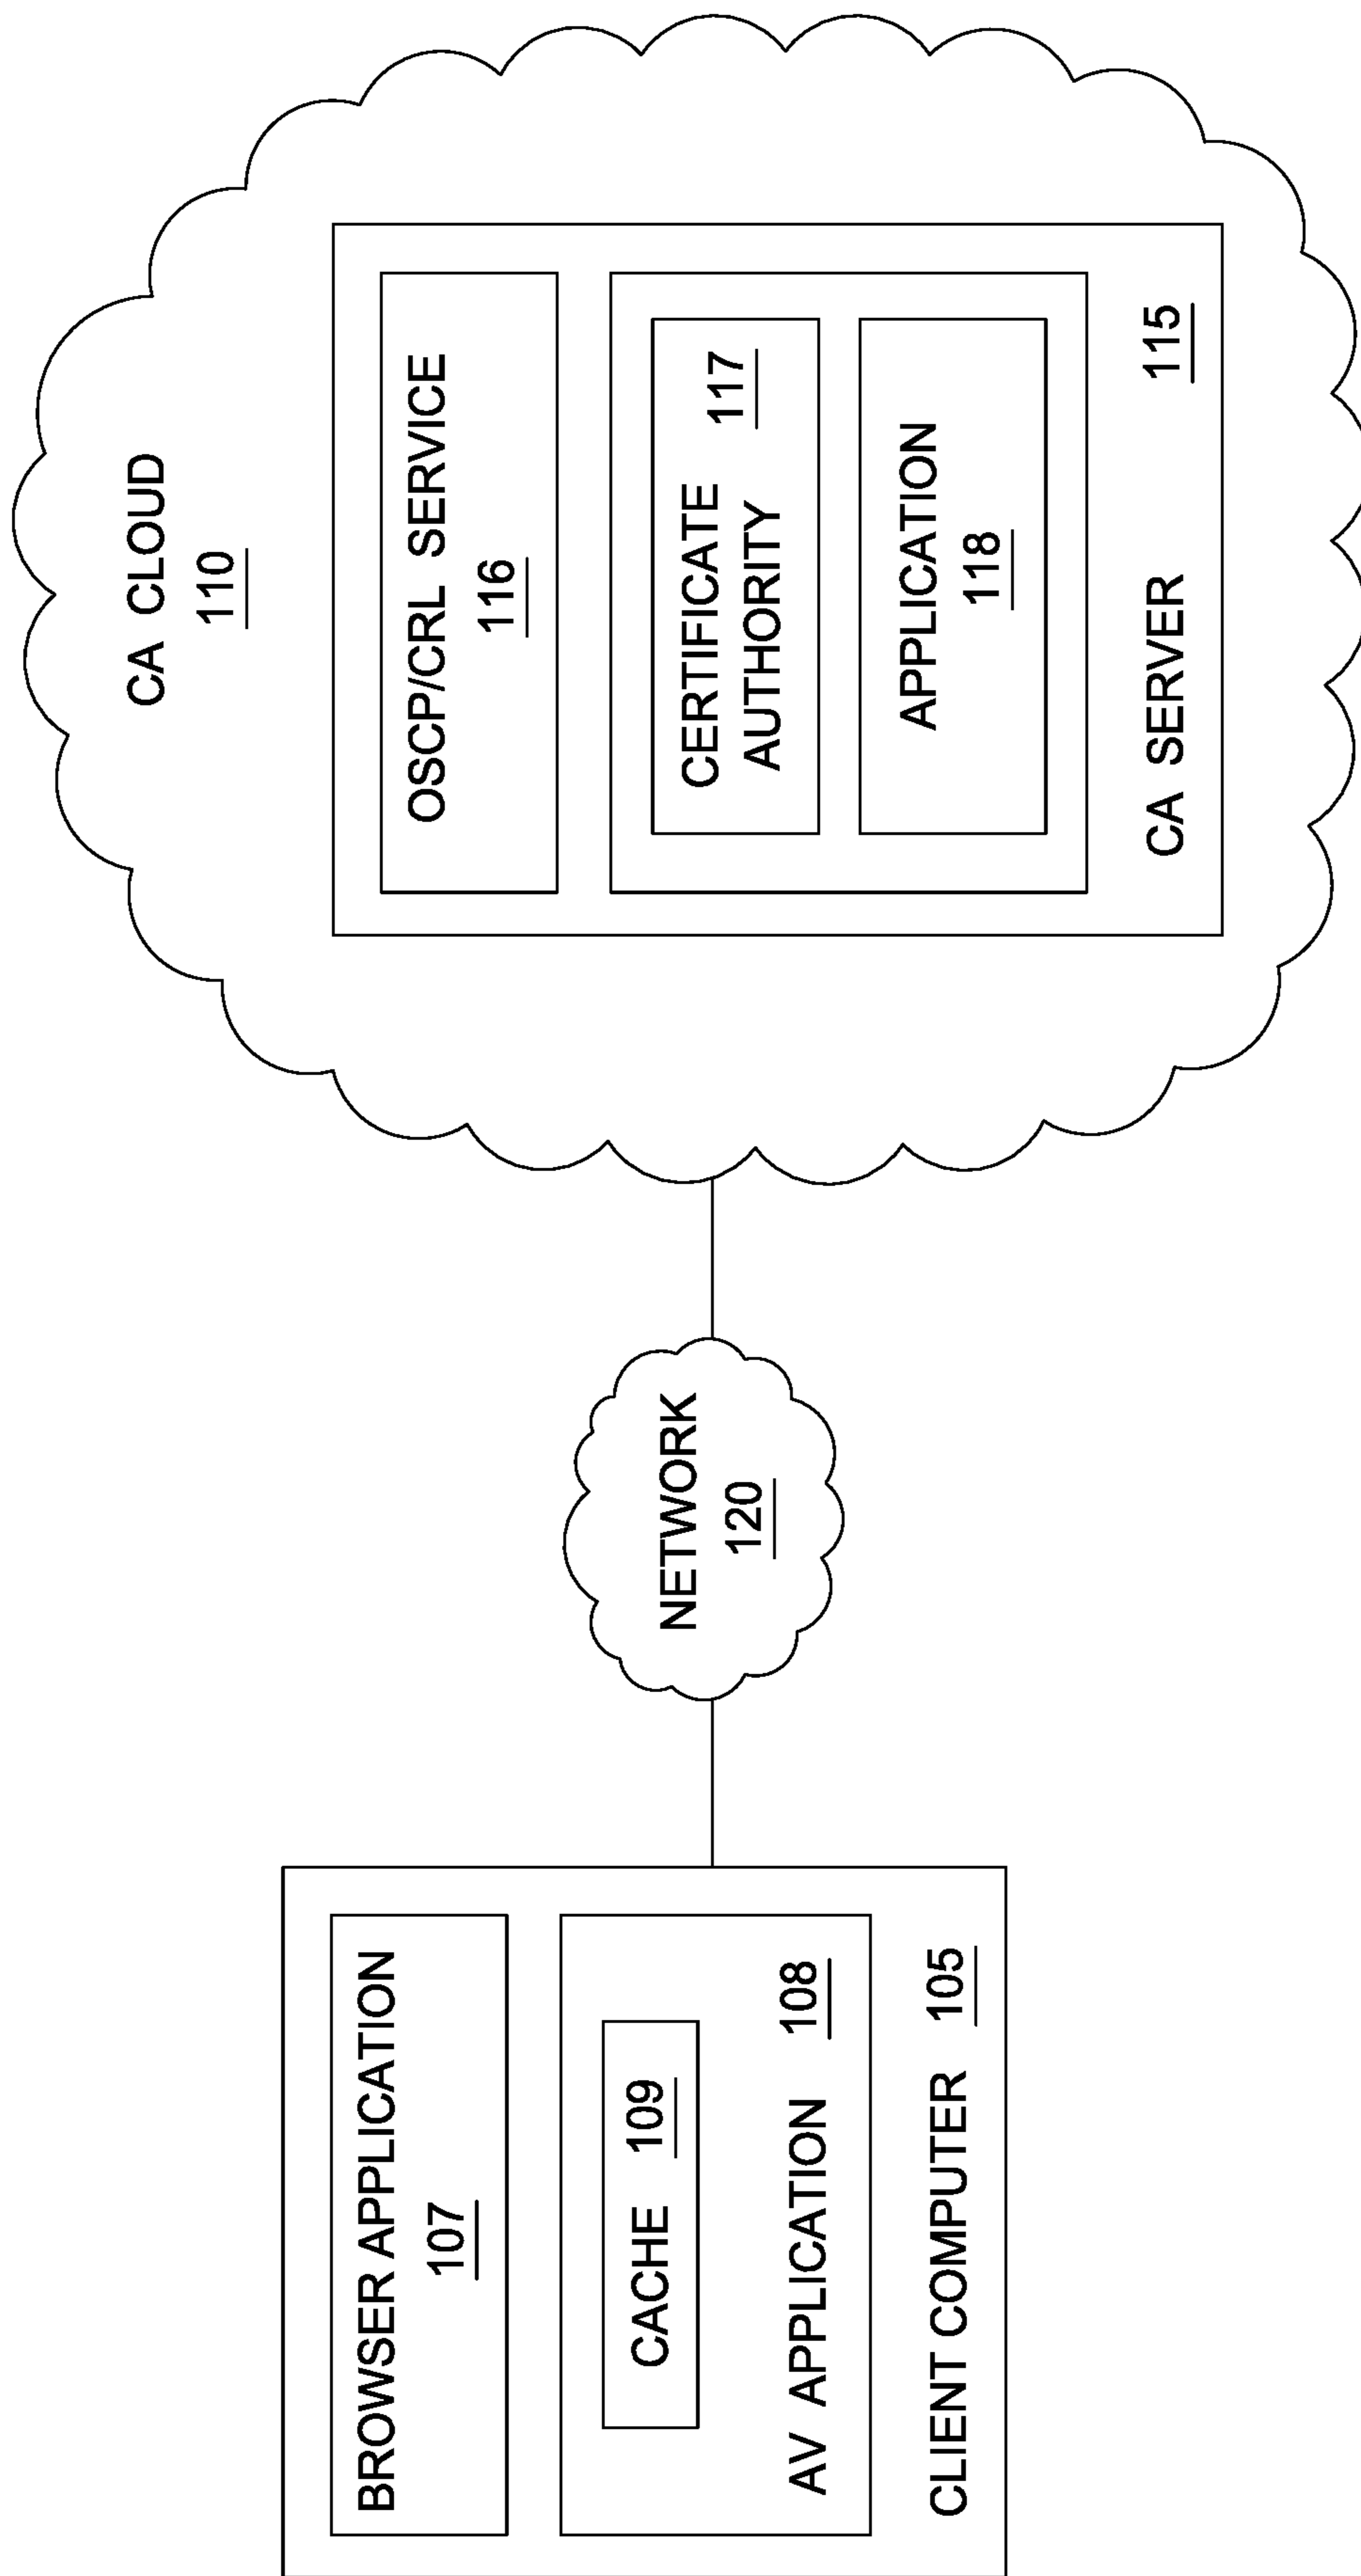 BROWSER APPLICATION
107
CACHE 109
AV APPLICATION 108
CLIENT COMPUTER 105
NETWORK
120
CA CLOUD
110
OSCP/CRL SERVICE
116
CERTIFICATE
AUTHORITY
117
APPLICATION
118
CA SERVER 115